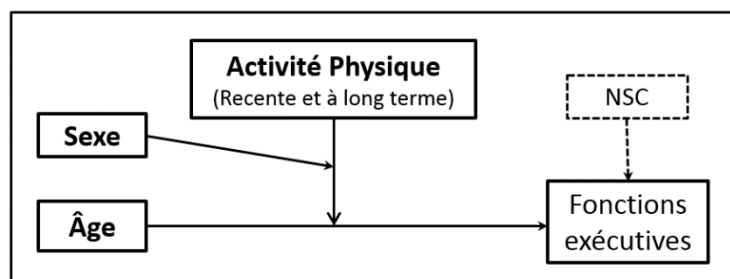 Activité Physique
(Recente et à long terme)
NSC
Sexe
Âge
Fonctions
exécutives